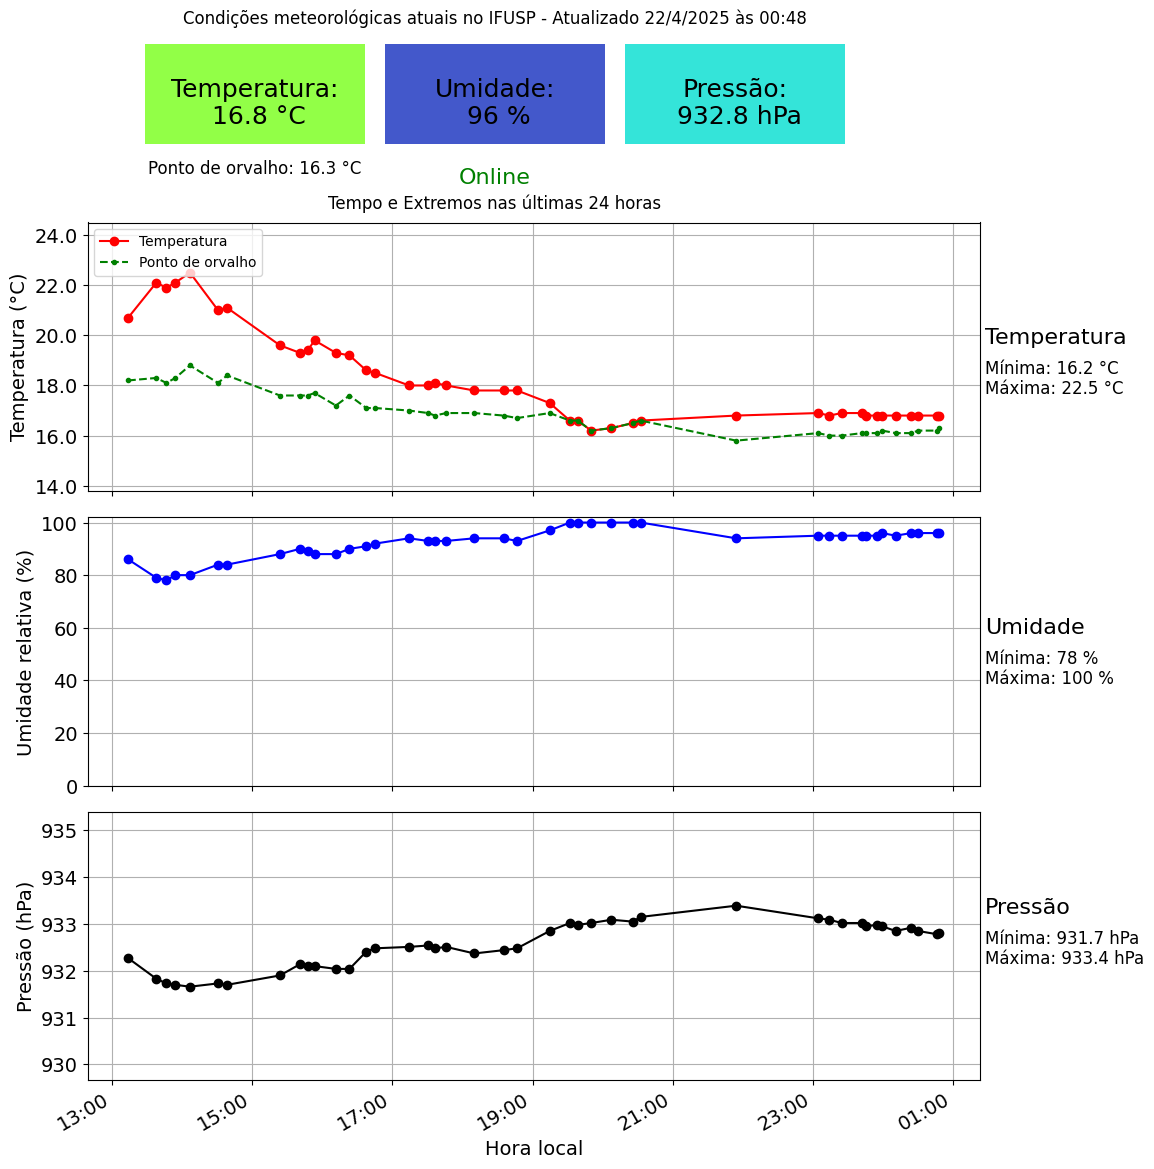 Condições meteorológicas atuais no IFUSP - Atualizado 22/4/2025 às 00:48
Temperatura:
16.8 °C
Umidade:
96 %
Pressão:
932.8 hPa
Ponto de orvalho: 16.3 °C
Online
Tempo e Extremos nas últimas 24 horas
Temperatura (°C)
24.0
22.0
20.0
18.0
16.0
14.0
Temperatura
Ponto de orvalho
Temperatura
Mínima: 16.2 °C
Máxima: 22.5 °C
Umidade relativa (%)
100
80
60
40
20
0
Umidade
Mínima: 78 %
Máxima: 100 %
Pressão (hPa)
935
934
933
932
931
930
Pressão
Mínima: 931.7 hPa
Máxima: 933.4 hPa
13:00
15:00
17:00
19:00
21:00
23:00
01:00
Hora local